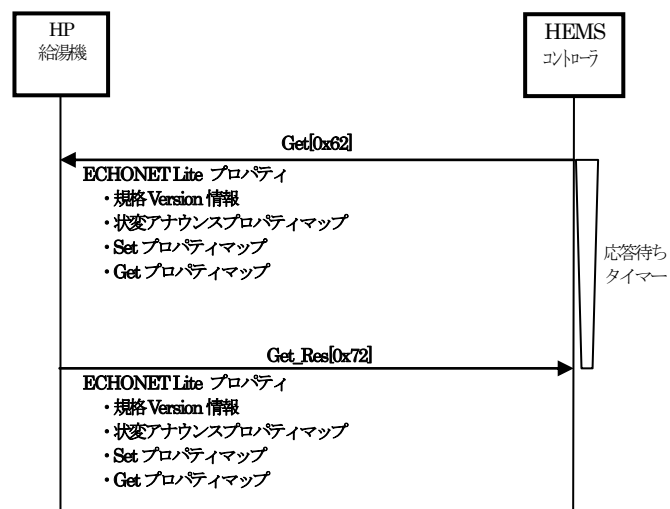 HP
給湯機
HEMS
コントローラ
Get[0x62]
ECHONET Lite プロパティ
・規格 Version 情報
・状変アナウンスプロパティマップ
・Set プロパティマップ
・Get プロパティマップ
応答待ち
タイマー
Get_Res[0x72]
ECHONET Lite プロパティ
・規格 Version 情報
・状変アナウンスプロパティマップ
・Set プロパティマップ
・Get プロパティマップ